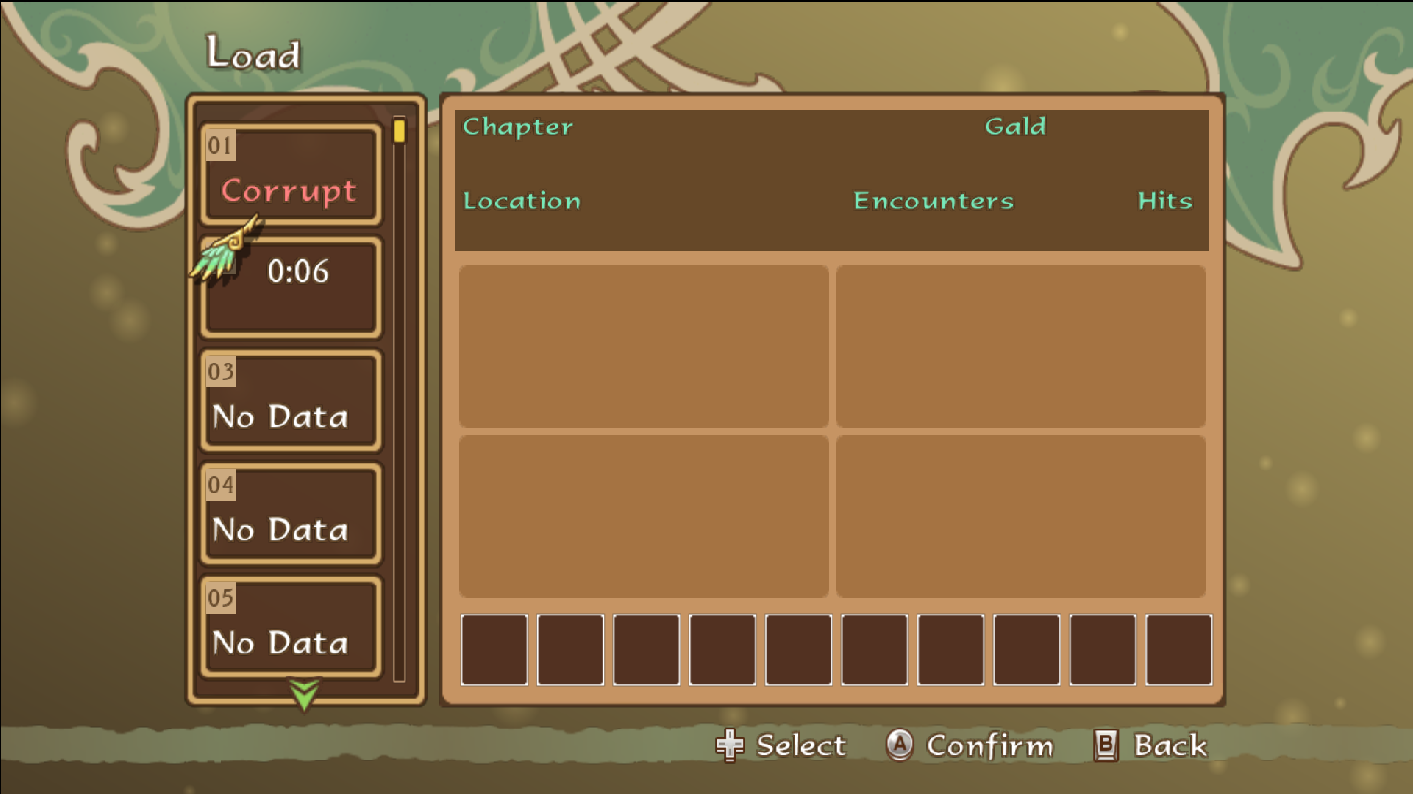 Load
01
Corrupt
0:06
03
No Data
04
No Data
05
No Data
Chapter
Gald
Location
Encounters
Hits
Select
A Confirm
B Back